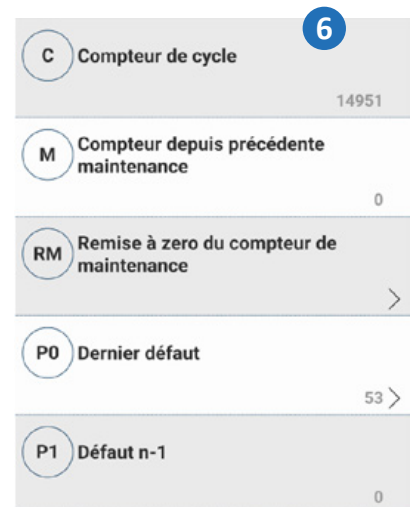 6
C Compteur de cycle
14951
M Compteur depuis précédente
maintenance
0
RM Remise à zero du compteur de
maintenance
P0 Dernier défaut
53
P1 Défaut n-1
0